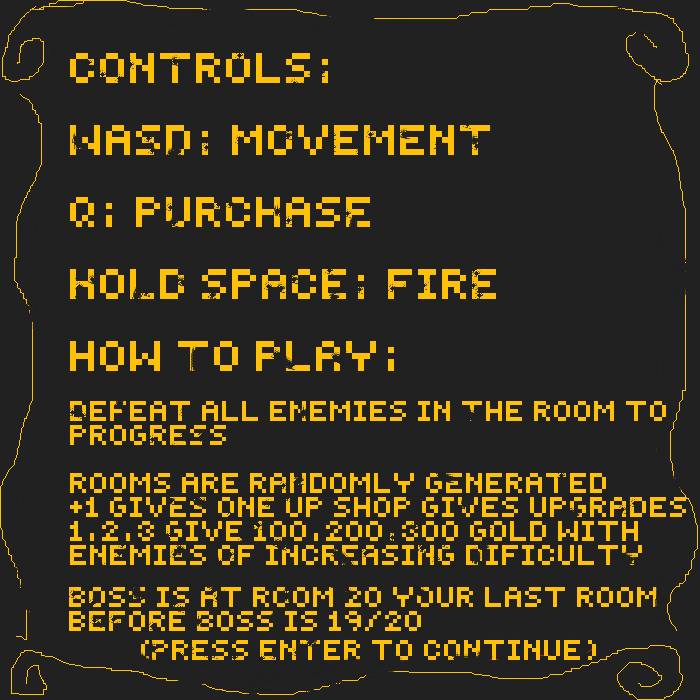 CONTROLS:
WASD: MOVEMENT
Q: PURCHASE
HOLD SPACE: FIRE
HOW TO PLAY:
DEFEAT ALL ENEMIES IN THE ROOM TO
PROGRESS
ROOMS ARE RANDOMLY GENERATED
+1 GIVES ONE UP SHOP GIVES UPGRADES
1,2,3 GIVE 100,200,300 GOLD WITH
ENEMIES OF INCREASING DIFICULTY
BOSS IS AT ROOM 20 YOUR LAST ROOM
BEFORE BOSS IS 19/20
(PRESS ENTER TO CONTINUE)